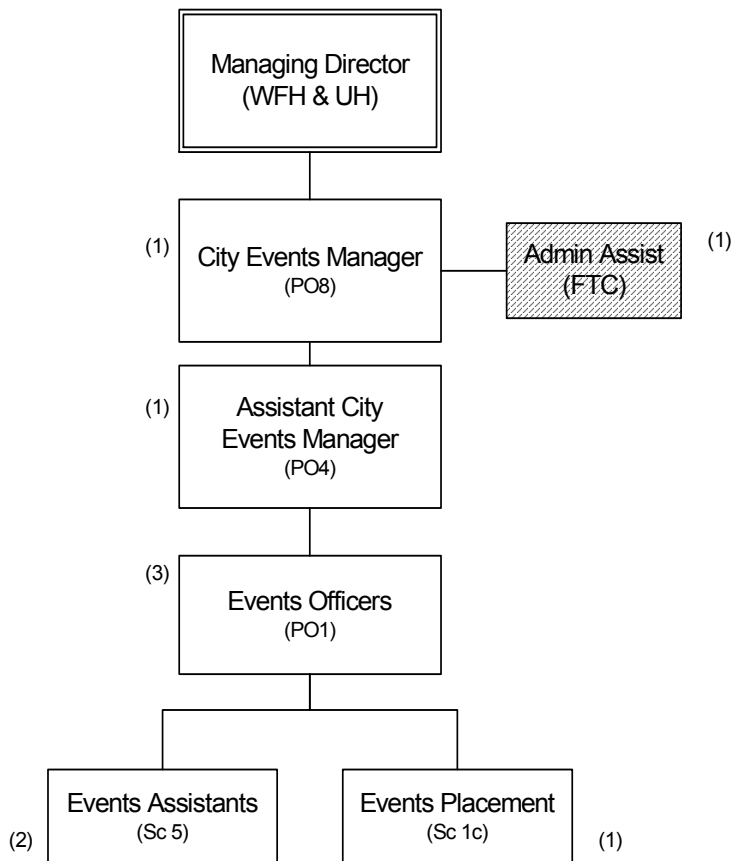 Managing Director
(WFH & UH)
(1)
City Events Manager
(PO8)
Admin Assist
(FTC)
(1)
(1)
Assistant City
Events Manager
(PO4)
(3)
Events Officers
(PO1)
Events Assistants
(Sc 5)
(2)
Events Placement
(Sc 1c)
(1)